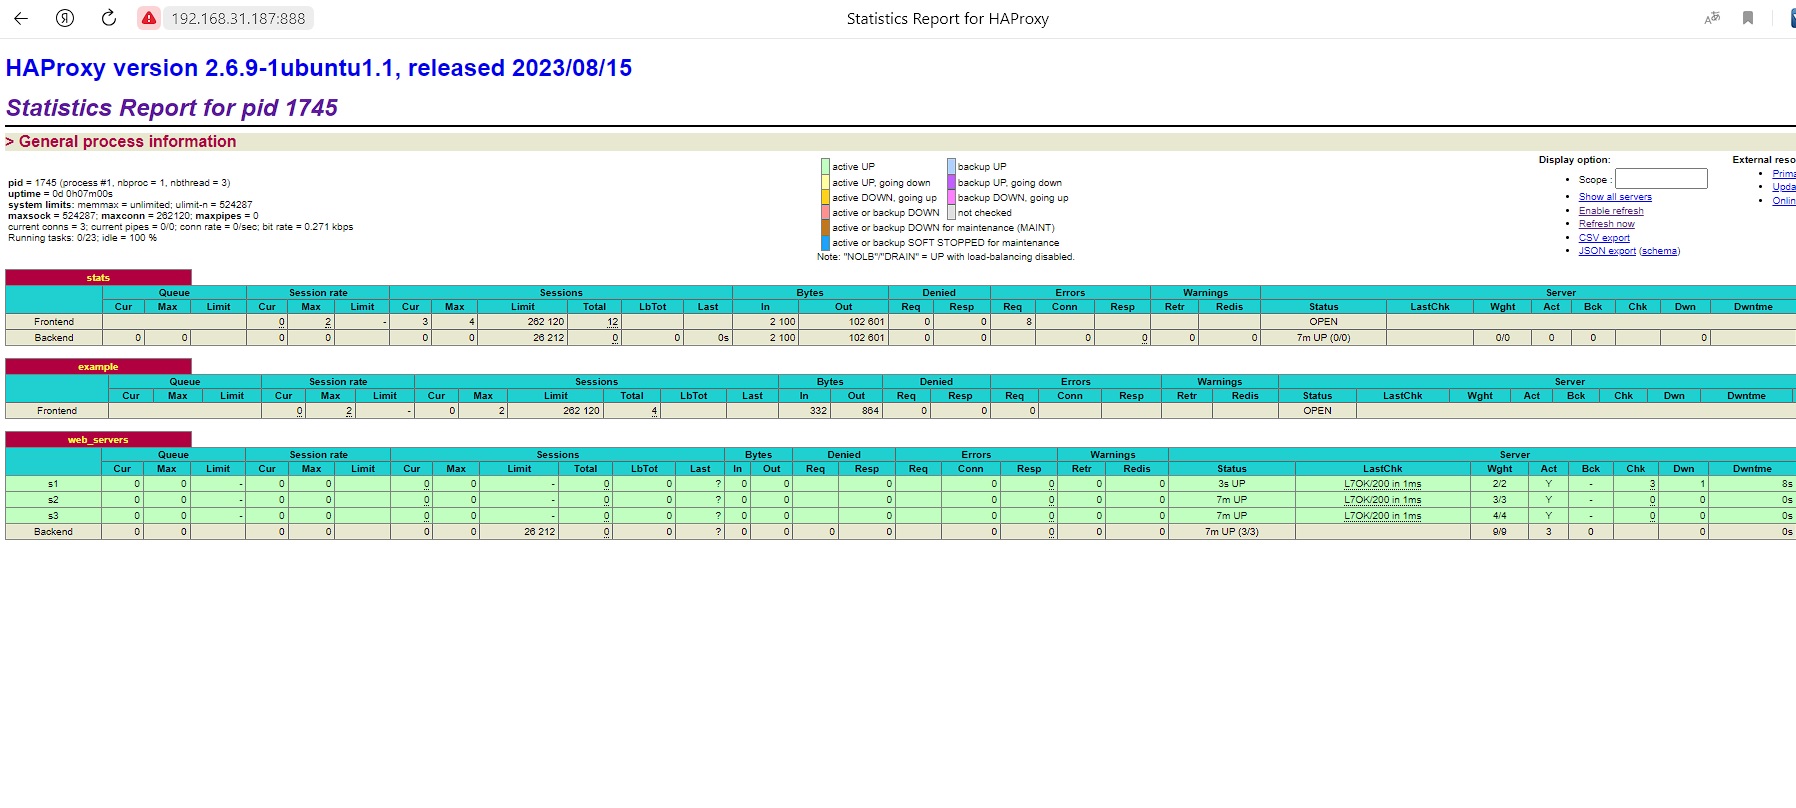 192.168.31.187:888 Statistics Report for HAProxy
HAProxy version 2.6.9-1ubuntu1.1, released 2023/08/15
Statistics Report for pid 1745
> General process information
pid = 1745 (process #1, nbproc = 1, nbthread = 3)
uptime = 0d 0h07m00s
system limits: memmax = unlimited; ulimit-n = 524287
maxsock = 524287; maxconn = 262120; maxpipes = 0
current conns = 3; current pipes = 0/0; conn rate = 0/sec; bit rate = 0.271 kbps
Running tasks: 0/23; idle = 100 %
active UP backup UP
active UP, going down backup UP, going down
active DOWN, going up backup DOWN, going up
active or backup DOWN not checked
active or backup DOWN for maintenance (MAINT)
active or backup SOFT STOPPED for maintenance
Note: "NOLB"/"DRAIN" = UP with load-balancing disabled.
Display option:
Scope :
Show all servers
Enable refresh
Refresh now
CSV export
JSON export (schema)
External reso
Prima
Upda
Onlin
stats
Queue Session rate Sessions Bytes Denied Errors Warnings Server
Cur Max Limit Cur Max Limit Cur Max Limit Total LbTot Last In Out Req Resp Req Conn Resp Retr Redis Status LastChk Wght Act Bck Chk Dwn Dwntme
Frontend 0 2 - 3 4 262 120 12 2 100 102 601 0 0 8 OPEN
Backend 0 0 0 0 0 0 26 212 0 0 0s 2 100 102 601 0 0 0 0 0 0 7m UP (0/0) 0/0 0 0 0
example
Queue Session rate Sessions Bytes Denied Errors Warnings Server
Cur Max Limit Cur Max Limit Cur Max Limit Total LbTot Last In Out Req Resp Req Conn Resp Retr Redis Status LastChk Wght Act Bck Chk Dwn Dwntme
Frontend 0 2 - 0 2 262 120 4 332 864 0 0 0 OPEN
web_servers
Queue Session rate Sessions Bytes Denied Errors Warnings Server
Cur Max Limit Cur Max Limit Cur Max Limit Total LbTot Last In Out Req Resp Req Conn Resp Retr Redis Status LastChk Wght Act Bck Chk Dwn Dwntme
s1 0 0 - 0 0 0 0 - 0 0 ? 0 0 0 0 0 0 0 3s UP L7OK/200 in 1ms 2/2 Y - 3 1 8s
s2 0 0 - 0 0 0 0 - 0 0 ? 0 0 0 0 0 0 0 7m UP L7OK/200 in 1ms 3/3 Y - 0 0 0s
s3 0 0 - 0 0 0 0 - 0 0 ? 0 0 0 0 0 0 0 7m UP L7OK/200 in 1ms 4/4 Y - 0 0 0s
Backend 0 0 0 0 0 0 26 212 0 0 ? 0 0 0 0 0 0 0 0 7m UP (3/3) 9/9 3 0 0 0s